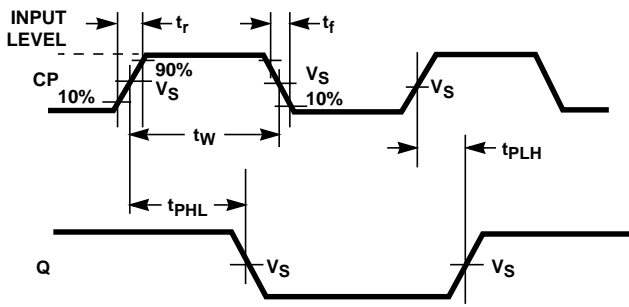 INPUT LEVEL
tr
tf
CP
90%
VS
10%
VS
10%
VS
tW
tPLH
tPHL
Q
VS
VS